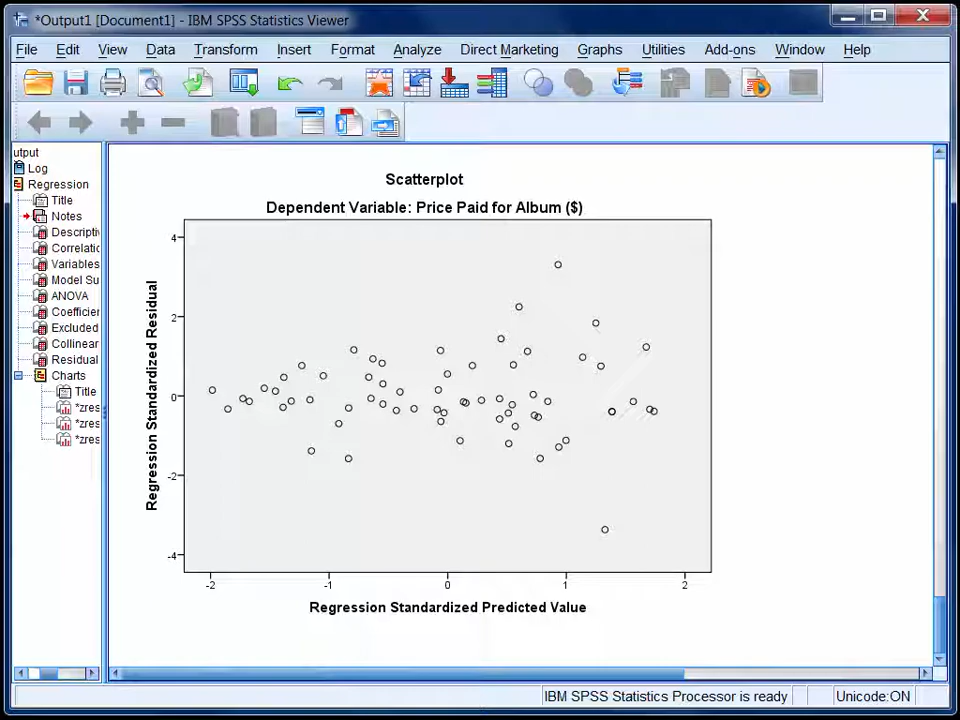 *Output1 [Document1] - IBM SPSS Statistics Viewer
File Edit View Data Transform Insert Format Analyze Direct Marketing Graphs Utilities Add-ons Window Help
utput
Log
Regression
Title
Notes
Descripti
Correlatic
Variables
Model Su
ANOVA
Coefficier
Excluded
Collinear
Residual
Charts
Title
*zres
*zres
*zres
Scatterplot
Dependent Variable: Price Paid for Album ($)
Regression Standardized Residual
4
2
0
-2
-4
-2 -1 0 1 2
Regression Standardized Predicted Value
IBM SPSS Statistics Processor is ready
Unicode:ON